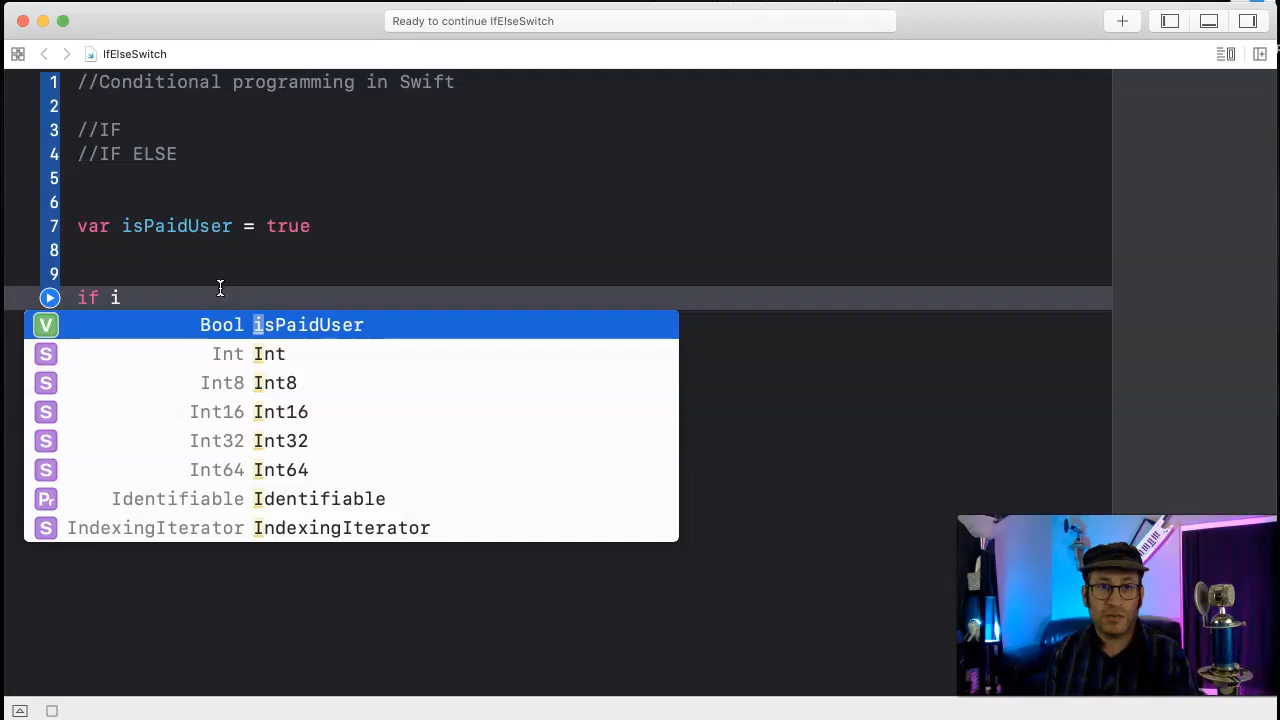 Ready to continue IfElseSwitch
IfElseSwitch
1 //Conditional programming in Swift
2
3 //IF
4 //IF ELSE
5
6
7 var isPaidUser = true
8
9
if i
V Bool isPaidUser
S Int Int
S Int8 Int8
S Int16 Int16
S Int32 Int32
S Int64 Int64
Pr Identifiable Identifiable
S IndexingIterator IndexingIterator